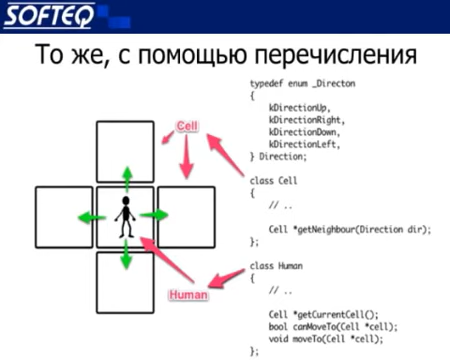 SOFTEQ
То же, с помощью перечисления
typedef enum _Directon
{
kDirectionUp,
kDirectionRight,
kDirectionDown,
kDirectionLeft,
} Direction;
Cell
class Cell
{
// ..
Cell *getNeighbour(Direction dir);
};
Human
class Human
{
// ..
Cell *getCurrentCell();
bool canMoveTo(Cell *cell);
void moveTo(Cell *cell);
};